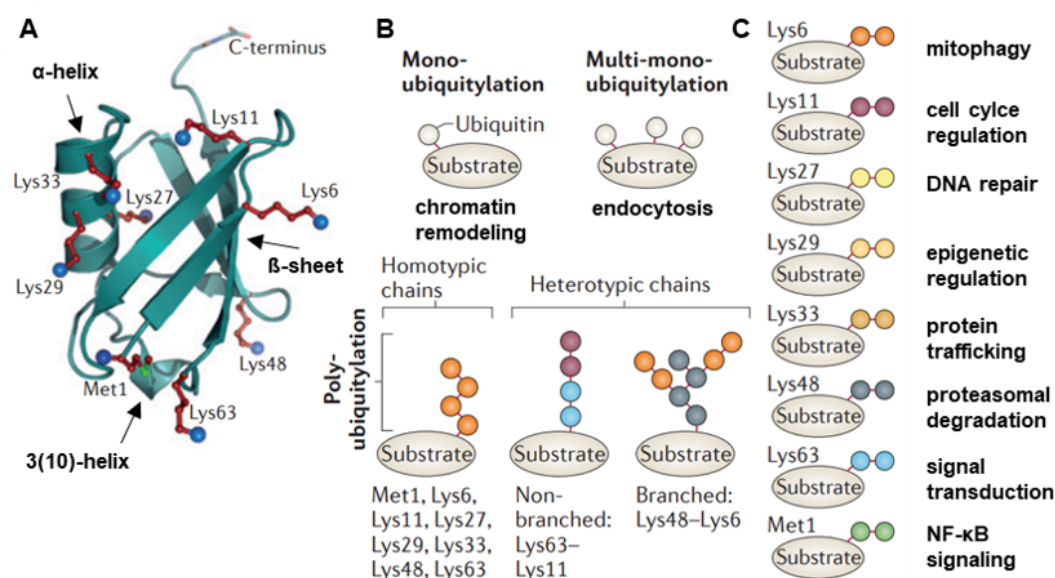 A
C-terminus
α-helix
Lys11
Lys33
Lys27
Lys6
ß-sheet
Lys29
Lys48
Met1
Lys63
3(10)-helix
B
Mono-
ubiquitylation
Multi-mono-
ubiquitylation
Ubiquitin
Substrate
Substrate
chromatin
remodeling
endocytosis
Homotypic
chains
Heterotypic chains
Poly-
ubiquitylation
Substrate
Substrate
Substrate
Met1, Lys6,
Lys11, Lys27,
Lys29, Lys33,
Lys48, Lys63
Non-
branched:
Lys63–
Lys11
Branched:
Lys48–Lys6
C
Lys6
Substrate
mitophagy
Lys11
Substrate
cell cylce
regulation
Lys27
Substrate
DNA repair
Lys29
Substrate
epigenetic
regulation
Lys33
Substrate
protein
trafficking
Lys48
Substrate
proteasomal
degradation
Lys63
Substrate
signal
transduction
Met1
Substrate
NF-κB
signaling